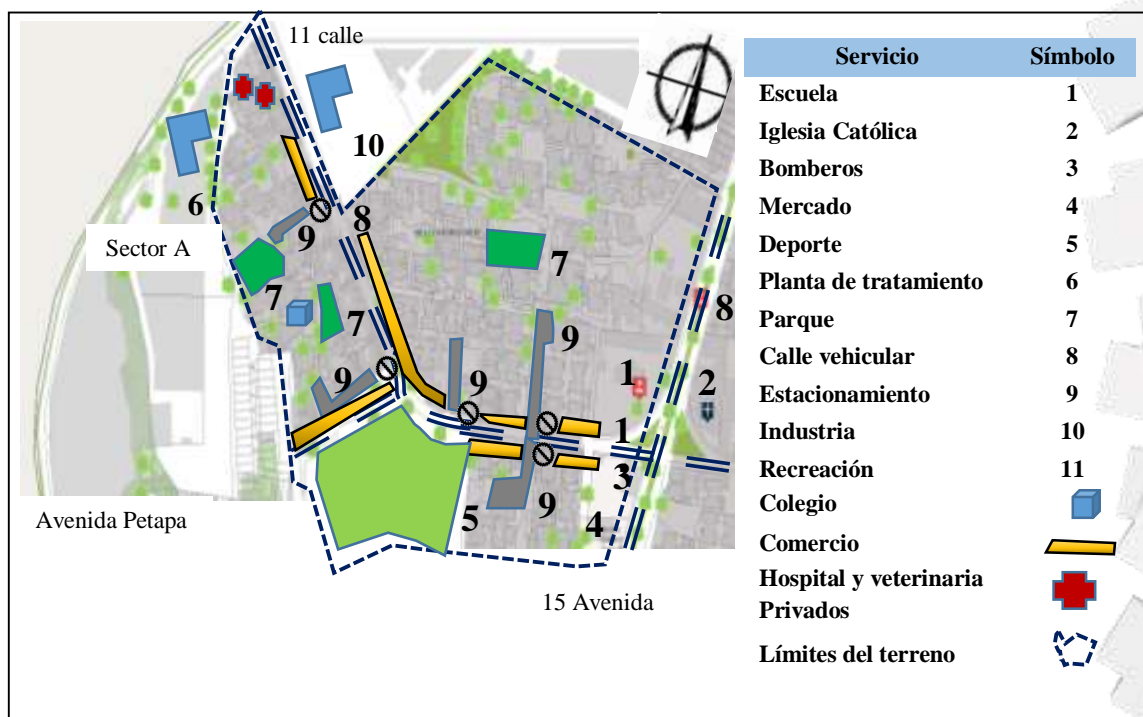 11 calle
10
6
8
9
Sector A
7
7
7
9
8
9
9
1
2
1
3
5
9
4
Avenida Petapa
15 Avenida
Servicio Símbolo
Escuela 1
Iglesia Católica 2
Bomberos 3
Mercado 4
Deporte 5
Planta de tratamiento 6
Parque 7
Calle vehicular 8
Estacionamiento 9
Industria 10
Recreación 11
Colegio
Comercio
Hospital y veterinaria
Privados
Límites del terreno